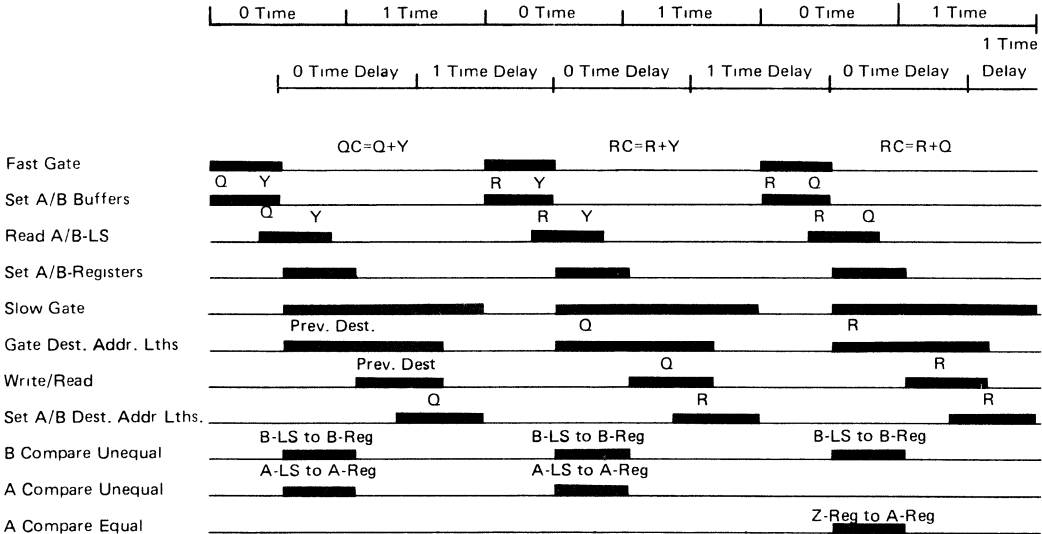 0 Time 1 Time 0 Time 1 Time 0 Time 1 Time
1 Time
0 Time Delay 1 Time Delay 0 Time Delay 1 Time Delay 0 Time Delay Delay
QC=Q+Y RC=R+Y RC=R+Q
Fast Gate
Q Y R Y R Q
Set A/B Buffers
Q Y R Y R Q
Read A/B-LS
Set A/B-Registers
Slow Gate
Prev. Dest. Q R
Gate Dest. Addr. Lths
Prev. Dest Q R
Write/Read
Q R R
Set A/B Dest. Addr Lths.
B-LS to B-Reg B-LS to B-Reg B-LS to B-Reg
B Compare Unequal
A-LS to A-Reg A-LS to A-Reg
A Compare Unequal
Z-Reg to A-Reg
A Compare Equal